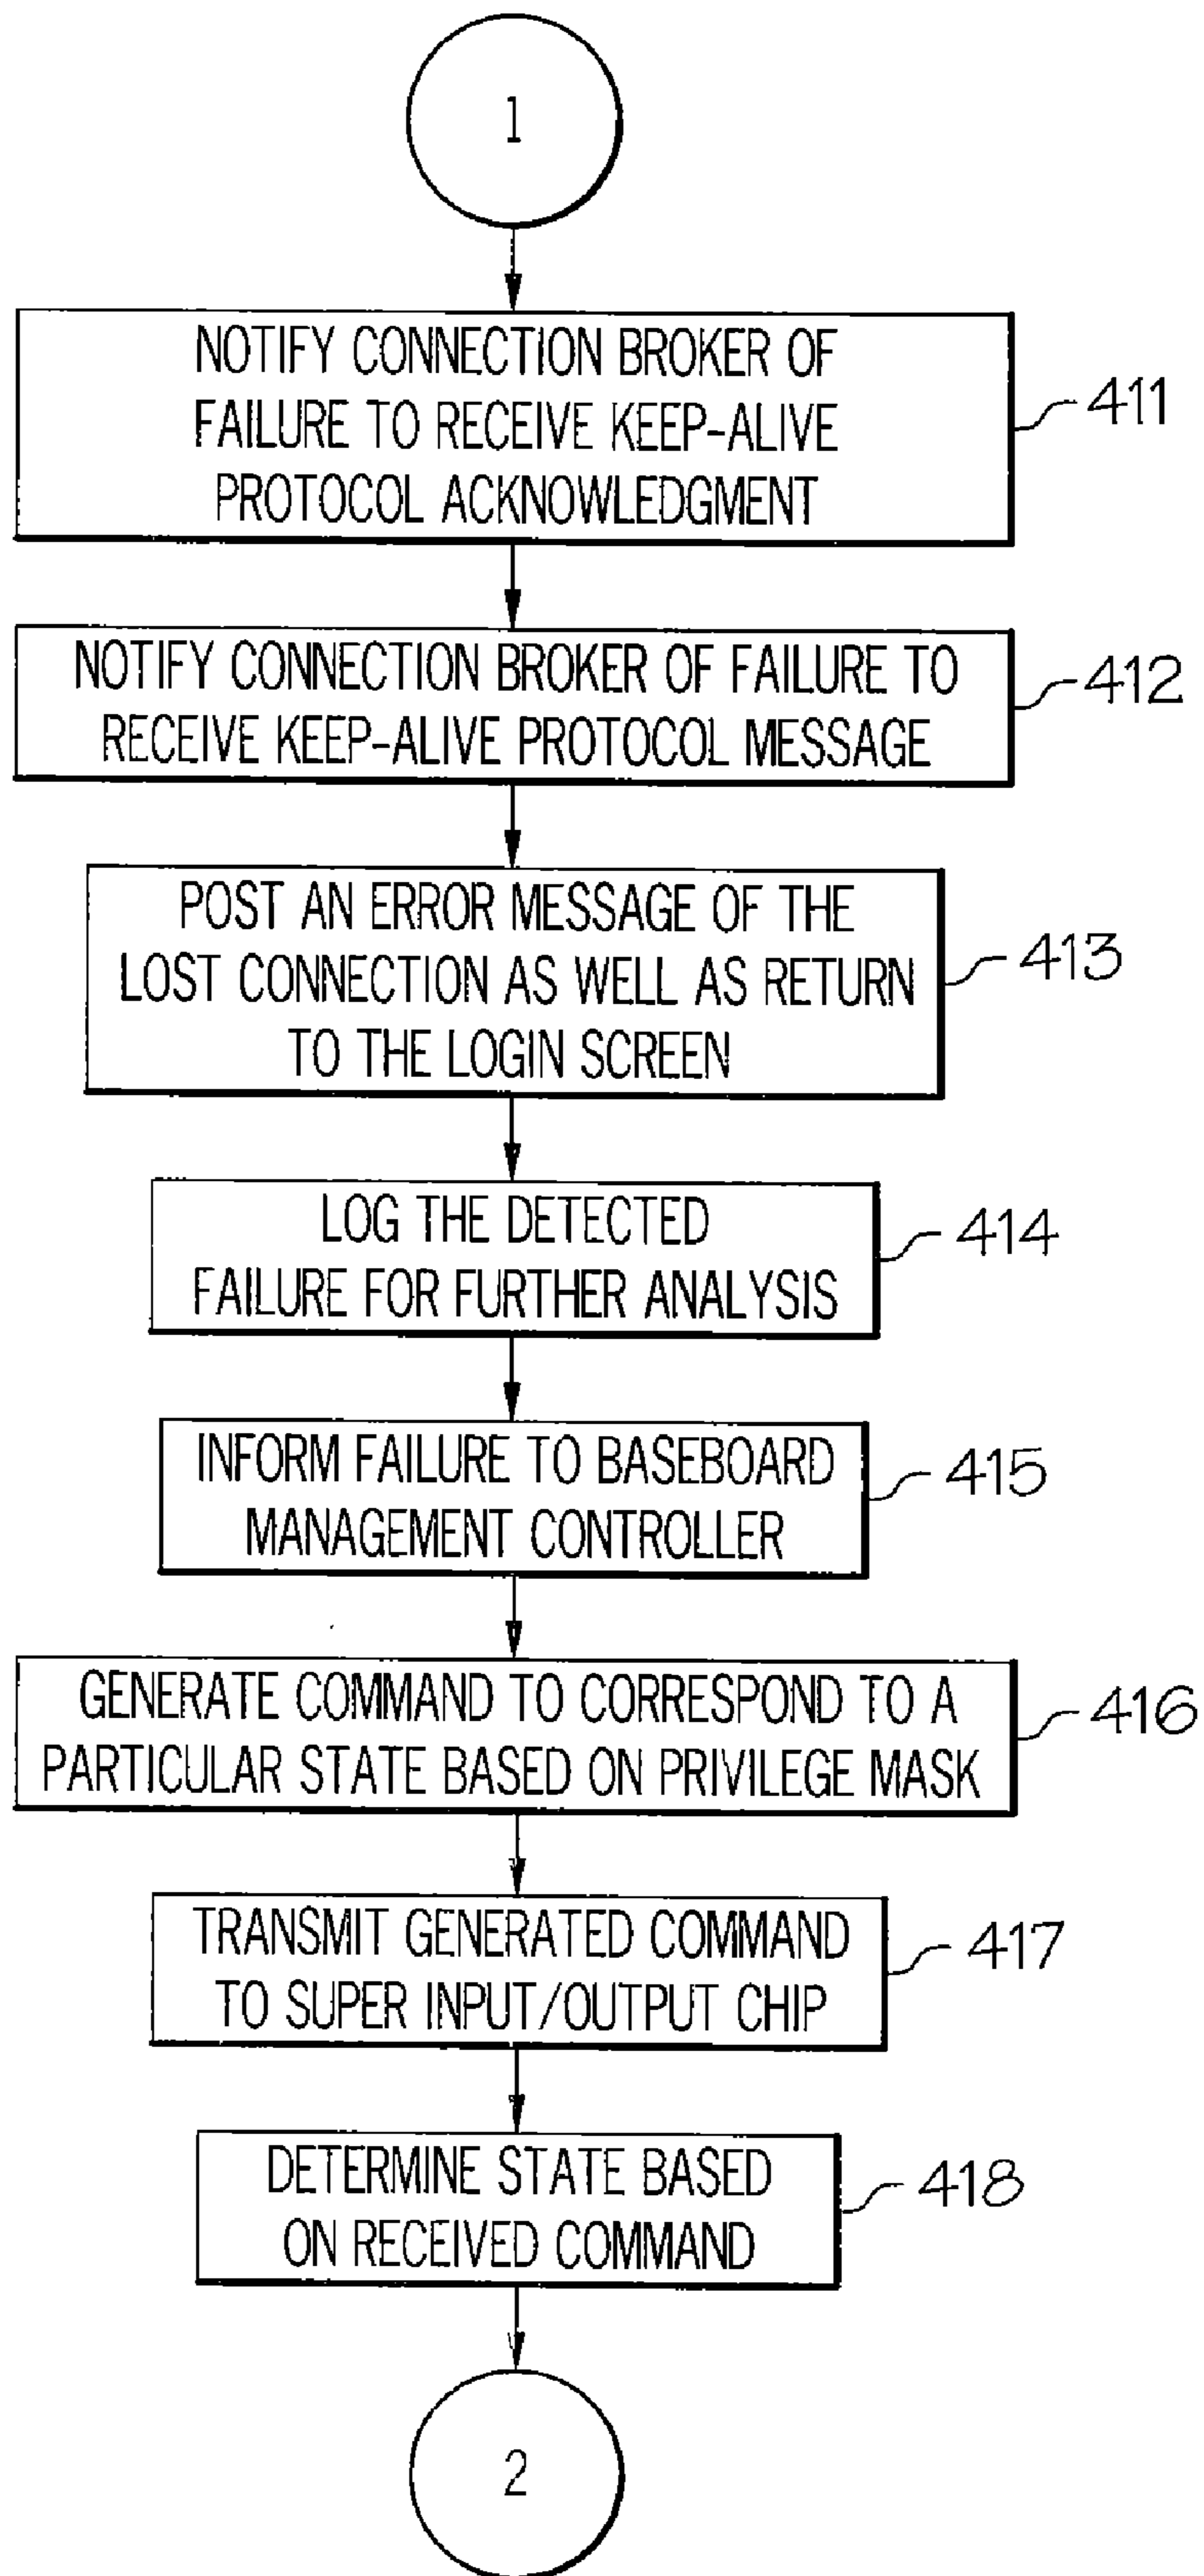 1
NOTIFY CONNECTION BROKER OF
FAILURE TO RECEIVE KEEP-ALIVE
PROTOCOL ACKNOWLEDGMENT
411
NOTIFY CONNECTION BROKER OF FAILURE TO
RECEIVE KEEP-ALIVE PROTOCOL MESSAGE
412
POST AN ERROR MESSAGE OF THE
LOST CONNECTION AS WELL AS RETURN
TO THE LOGIN SCREEN
413
LOG THE DETECTED
FAILURE FOR FURTHER ANALYSIS
414
INFORM FAILURE TO BASEBOARD
MANAGEMENT CONTROLLER
415
GENERATE COMMAND TO CORRESPOND TO A
PARTICULAR STATE BASED ON PRIVILEGE MASK
416
TRANSMIT GENERATED COMMAND
TO SUPER INPUT/OUTPUT CHIP
417
DETERMINE STATE BASED
ON RECEIVED COMMAND
418
2